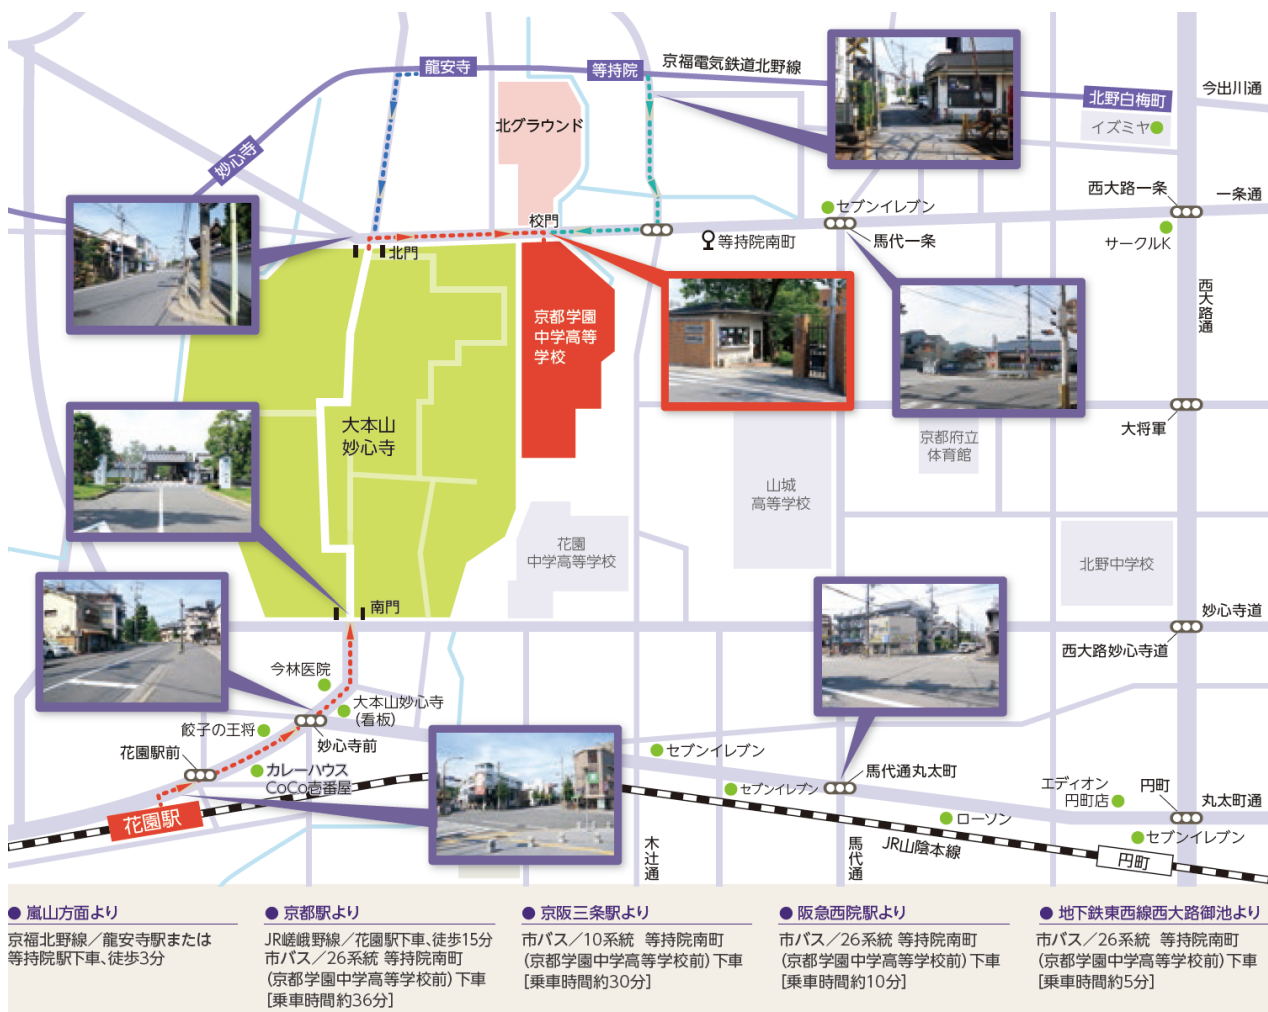 龍安寺
等持院
京福電気鉄道北野線
北野白梅町
今出川通
イズミヤ
北グラウンド
妙心寺
西大路一条
一条通
セブンイレブン
校門
等持院南町
馬代一条
サークルK
北門
西大路通
京都学園
中学高等
学校
大本山
妙心寺
大将軍
京都府立
体育館
山城
高等学校
花園
中学高等学校
北野中学校
南門
妙心寺道
西大路妙心寺道
今林医院
大本山妙心寺
(看板)
餃子の王将
妙心寺前
花園駅前
カレーハウス
CoCo壱番屋
花園駅
セブンイレブン
セブンイレブン
馬代通丸太町
エディオン
円町店
円町
丸太町通
ローソン
セブンイレブン
木辻通
馬代通
JR山陰本線
円町
● 嵐山方面より
京福北野線／龍安寺駅または
等持院駅下車、徒歩3分
● 京都駅より
JR嵯峨野線／花園駅下車、徒歩15分
市バス／26系統 等持院南町
(京都学園中学高等学校前)下車
[乗車時間約36分]
● 京阪三条駅より
市バス／10系統 等持院南町
(京都学園中学高等学校前)下車
[乗車時間約30分]
● 阪急西院駅より
市バス／26系統 等持院南町
(京都学園中学高等学校前)下車
[乗車時間約10分]
● 地下鉄東西線西大路御池より
市バス／26系統 等持院南町
(京都学園中学高等学校前)下車
[乗車時間約5分]